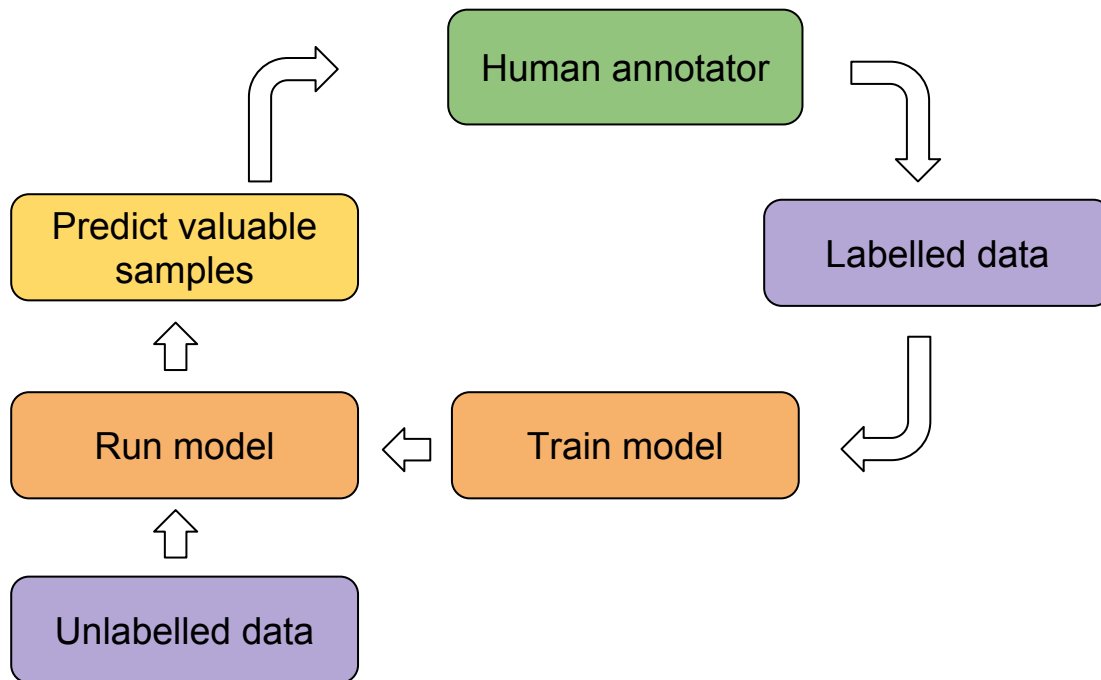 Human annotator
Predict valuable
samples
Labelled data
Run model
Train model
Unlabelled data